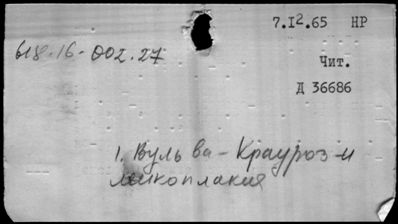 7.I2.65 НР
618-16-002.27
Чит.
Д 36686
1. Вульва - Крауроз и
лейкоплакия